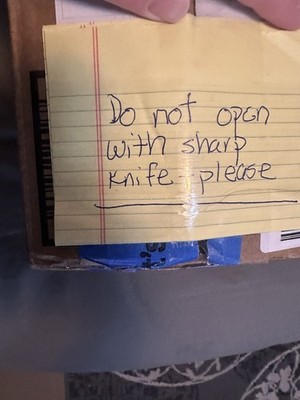 Do not open
with sharp
knife-please